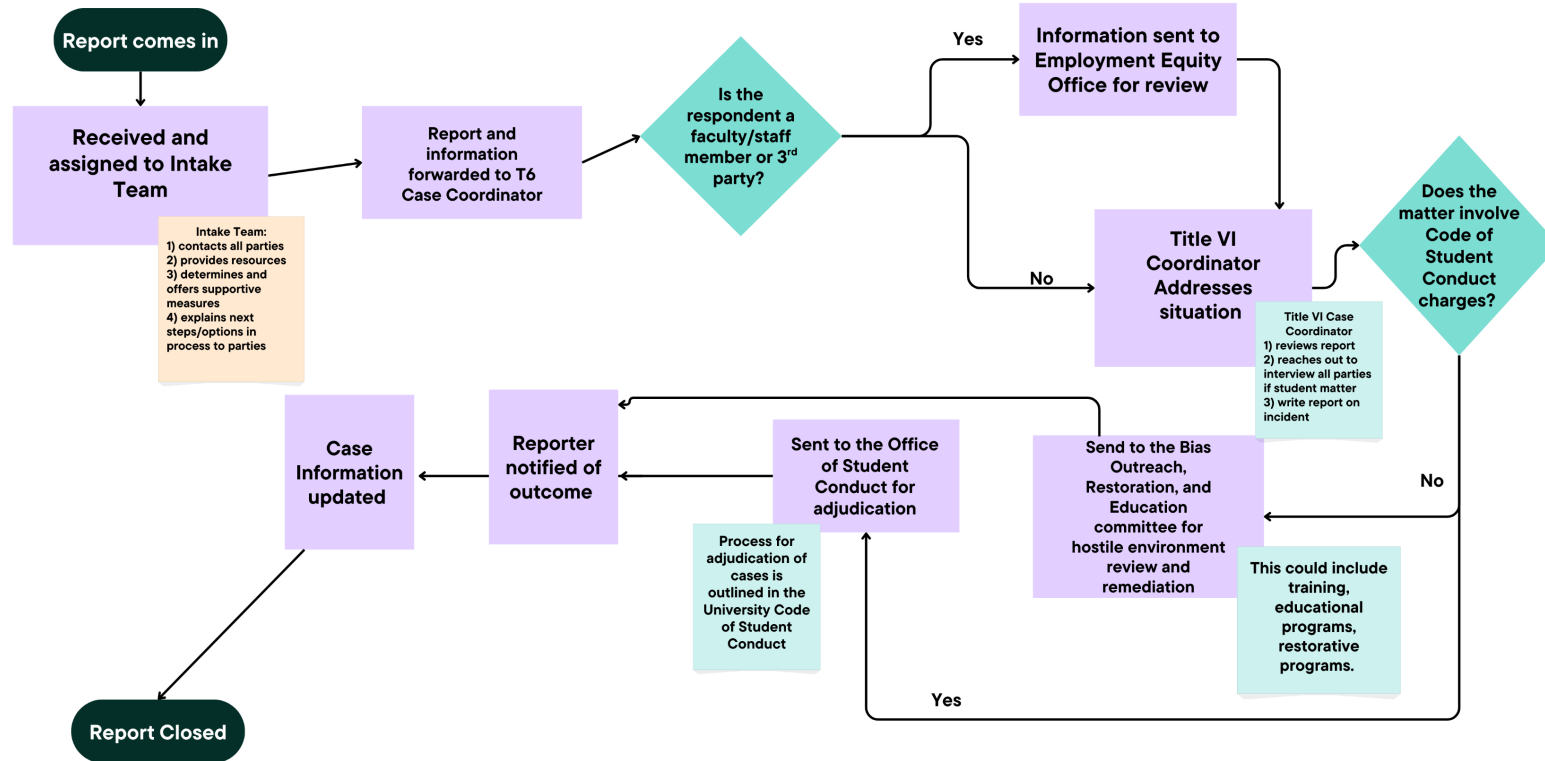 Report comes in
Received and
assigned to Intake
Team
Intake Team:
1) contacts all parties
2) provides resources
3) determines and
offers supportive
measures
4) explains next
steps/options in
process to parties
Report and
information
forwarded to T6
Case Coordinator
Is the
respondent a
faculty/staff
member or 3rd
party?
Yes
Information sent to
Employment Equity
Office for review
No
Title VI
Coordinator
Addresses
situation
Title VI Case
Coordinator
1) reviews report
2) reaches out to
interview all parties
if student matter
3) write report on
incident
Does the
matter involve
Code of
Student
Conduct
charges?
No
Send to the Bias
Outreach,
Restoration, and
Education
committee for
hostile environment
review and
remediation
This could include
training,
educational
programs,
restorative
programs.
Yes
Sent to the Office
of Student
Conduct for
adjudication
Process for
adjudication of
cases is
outlined in the
University Code
of Student
Conduct
Reporter
notified of
outcome
Case
Information
updated
Report Closed